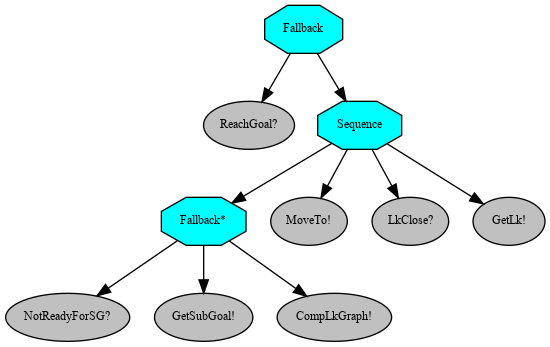 Fallback
ReachGoal?
Sequence
Fallback*
MoveTo!
LkClose?
GetLk!
NotReadyForSG?
GetSubGoal!
CompLkGraph!